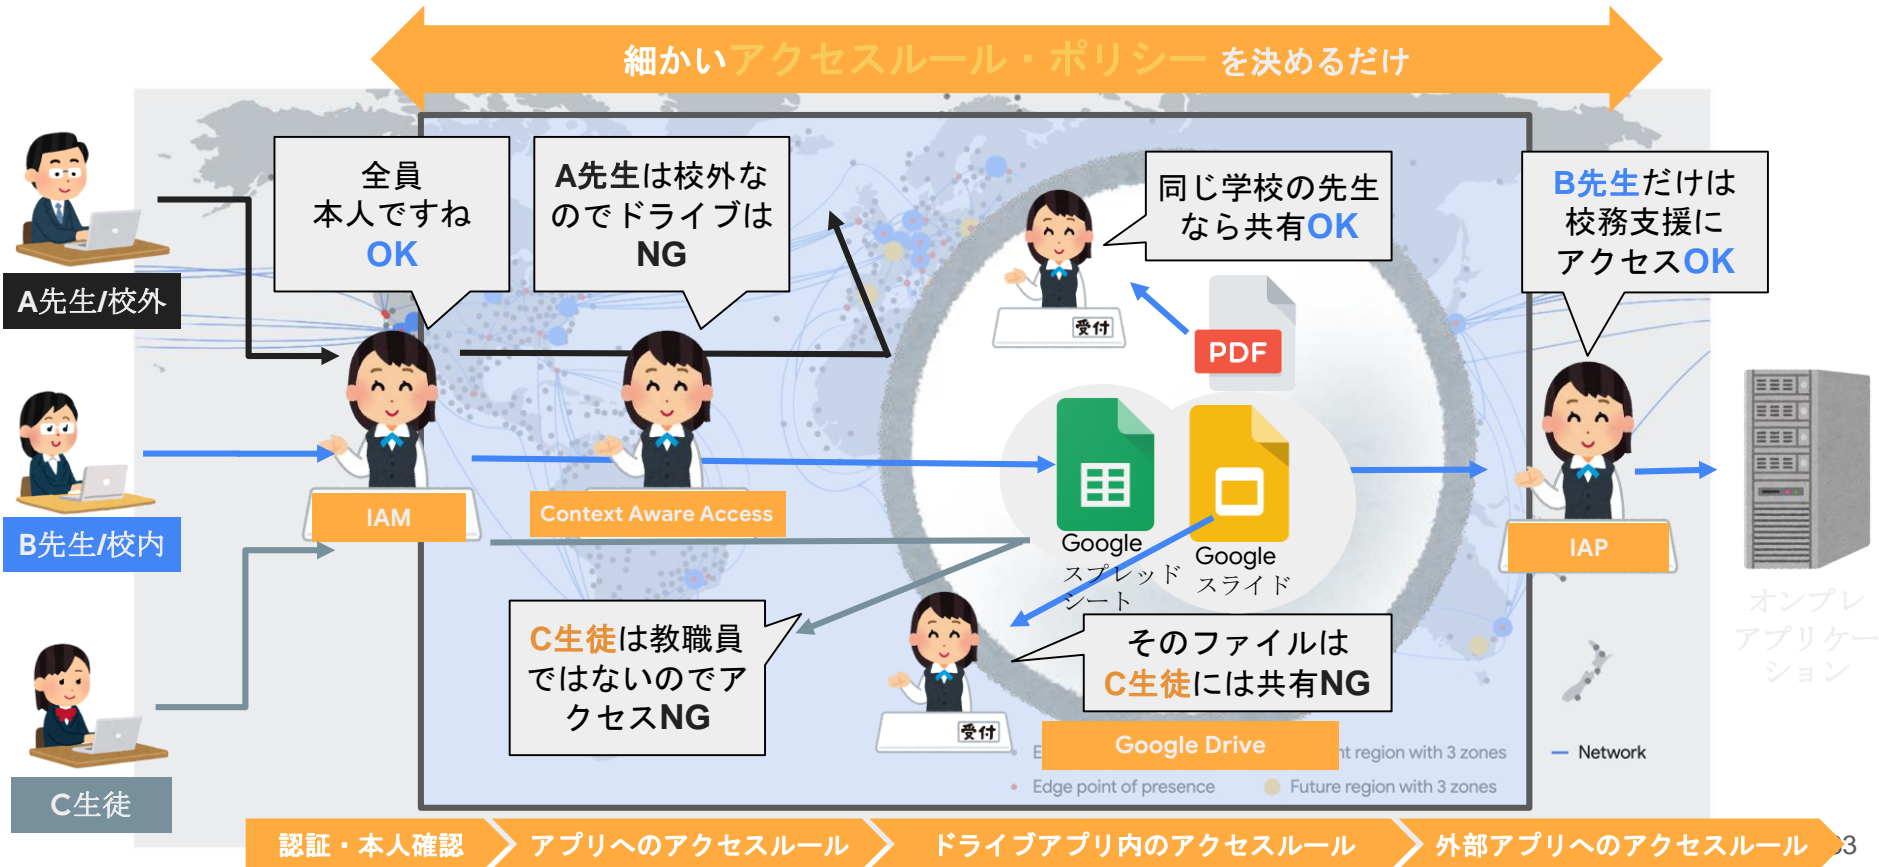 細かいアクセスルール・ポリシー を決めるだけ
全員
本人ですね
OK
A先生は校外な
のでドライブは
NG
同じ学校の先生
なら共有OK
B先生だけは
校務支援に
アクセスOK
A先生/校外
受付
PDF
B先生/校内
IAM
Context Aware Access
Google
スプレッド
シート
Google
スライド
IAP
オンプレ
アプリケー
ション
C生徒は教職員
ではないのでア
クセスNG
そのファイルは
C生徒には共有NG
受付
Google Drive
nt region with 3 zones
Network
Edge point of presence
Future region with 3 zones
C生徒
認証・本人確認
アプリへのアクセスルール
ドライブアプリ内のアクセスルール
外部アプリへのアクセスルール